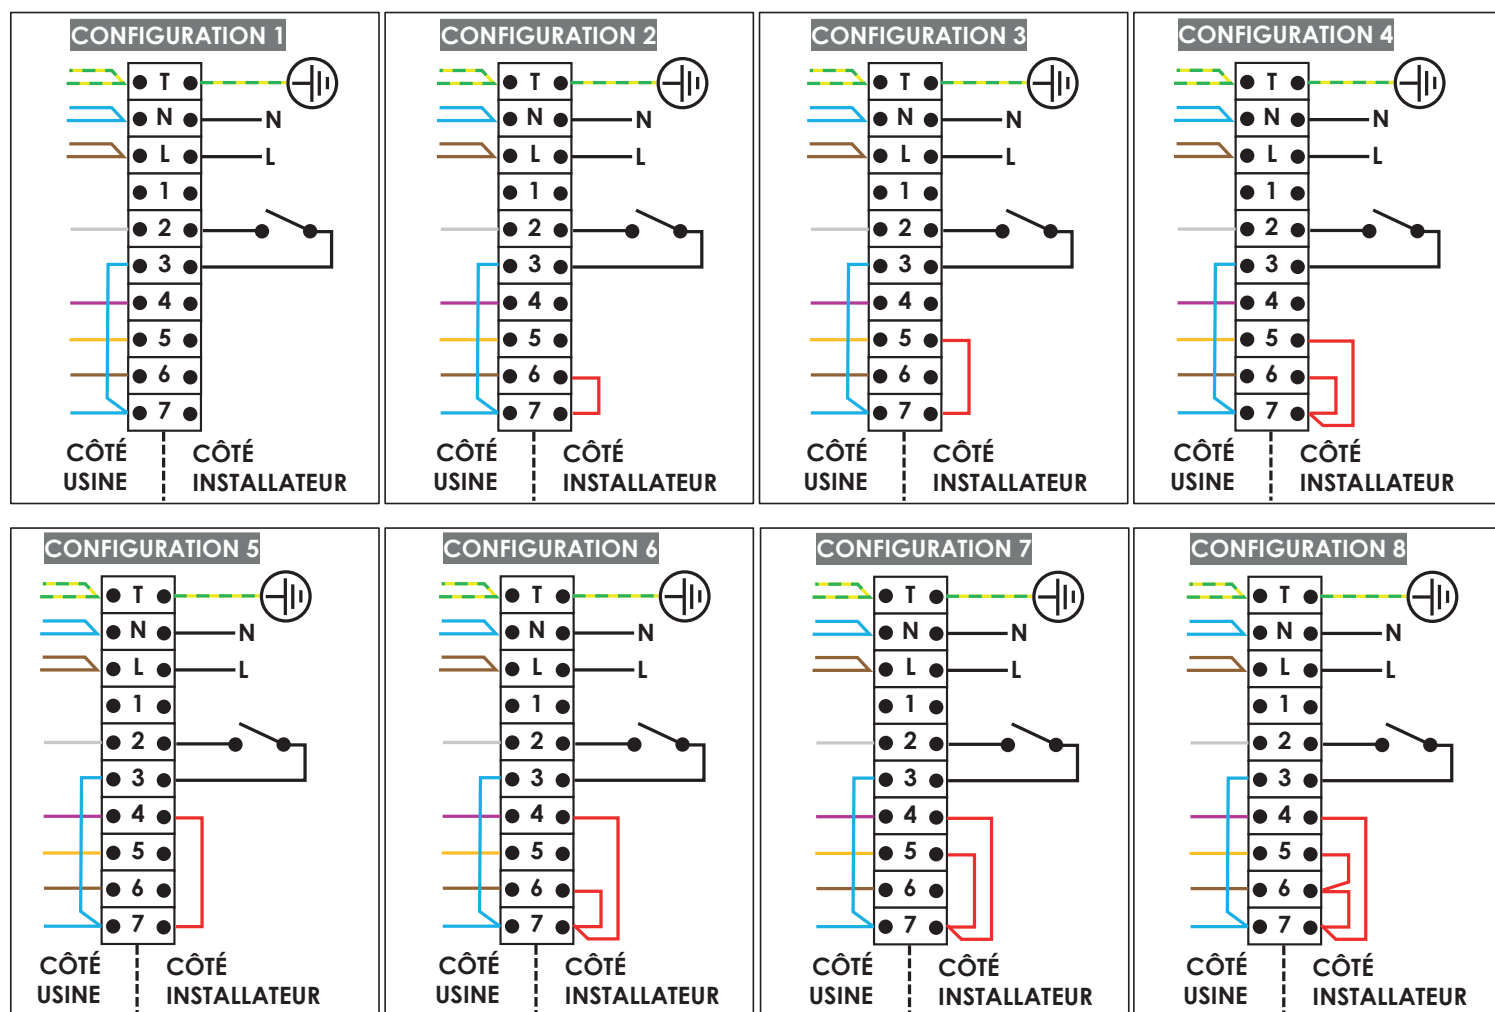 CONFIGURATION 1
T
N N
L L
1
2
3
4
5
6
7
CÔTÉ USINE
CÔTÉ INSTALLATEUR
CONFIGURATION 2
T
N N
L L
1
2
3
4
5
6
7
CÔTÉ USINE
CÔTÉ INSTALLATEUR
CONFIGURATION 3
T
N N
L L
1
2
3
4
5
6
7
CÔTÉ USINE
CÔTÉ INSTALLATEUR
CONFIGURATION 4
T
N N
L L
1
2
3
4
5
6
7
CÔTÉ USINE
CÔTÉ INSTALLATEUR
CONFIGURATION 5
T
N N
L L
1
2
3
4
5
6
7
CÔTÉ USINE
CÔTÉ INSTALLATEUR
CONFIGURATION 6
T
N N
L L
1
2
3
4
5
6
7
CÔTÉ USINE
CÔTÉ INSTALLATEUR
CONFIGURATION 7
T
N N
L L
1
2
3
4
5
6
7
CÔTÉ USINE
CÔTÉ INSTALLATEUR
CONFIGURATION 8
T
N N
L L
1
2
3
4
5
6
7
CÔTÉ USINE
CÔTÉ INSTALLATEUR